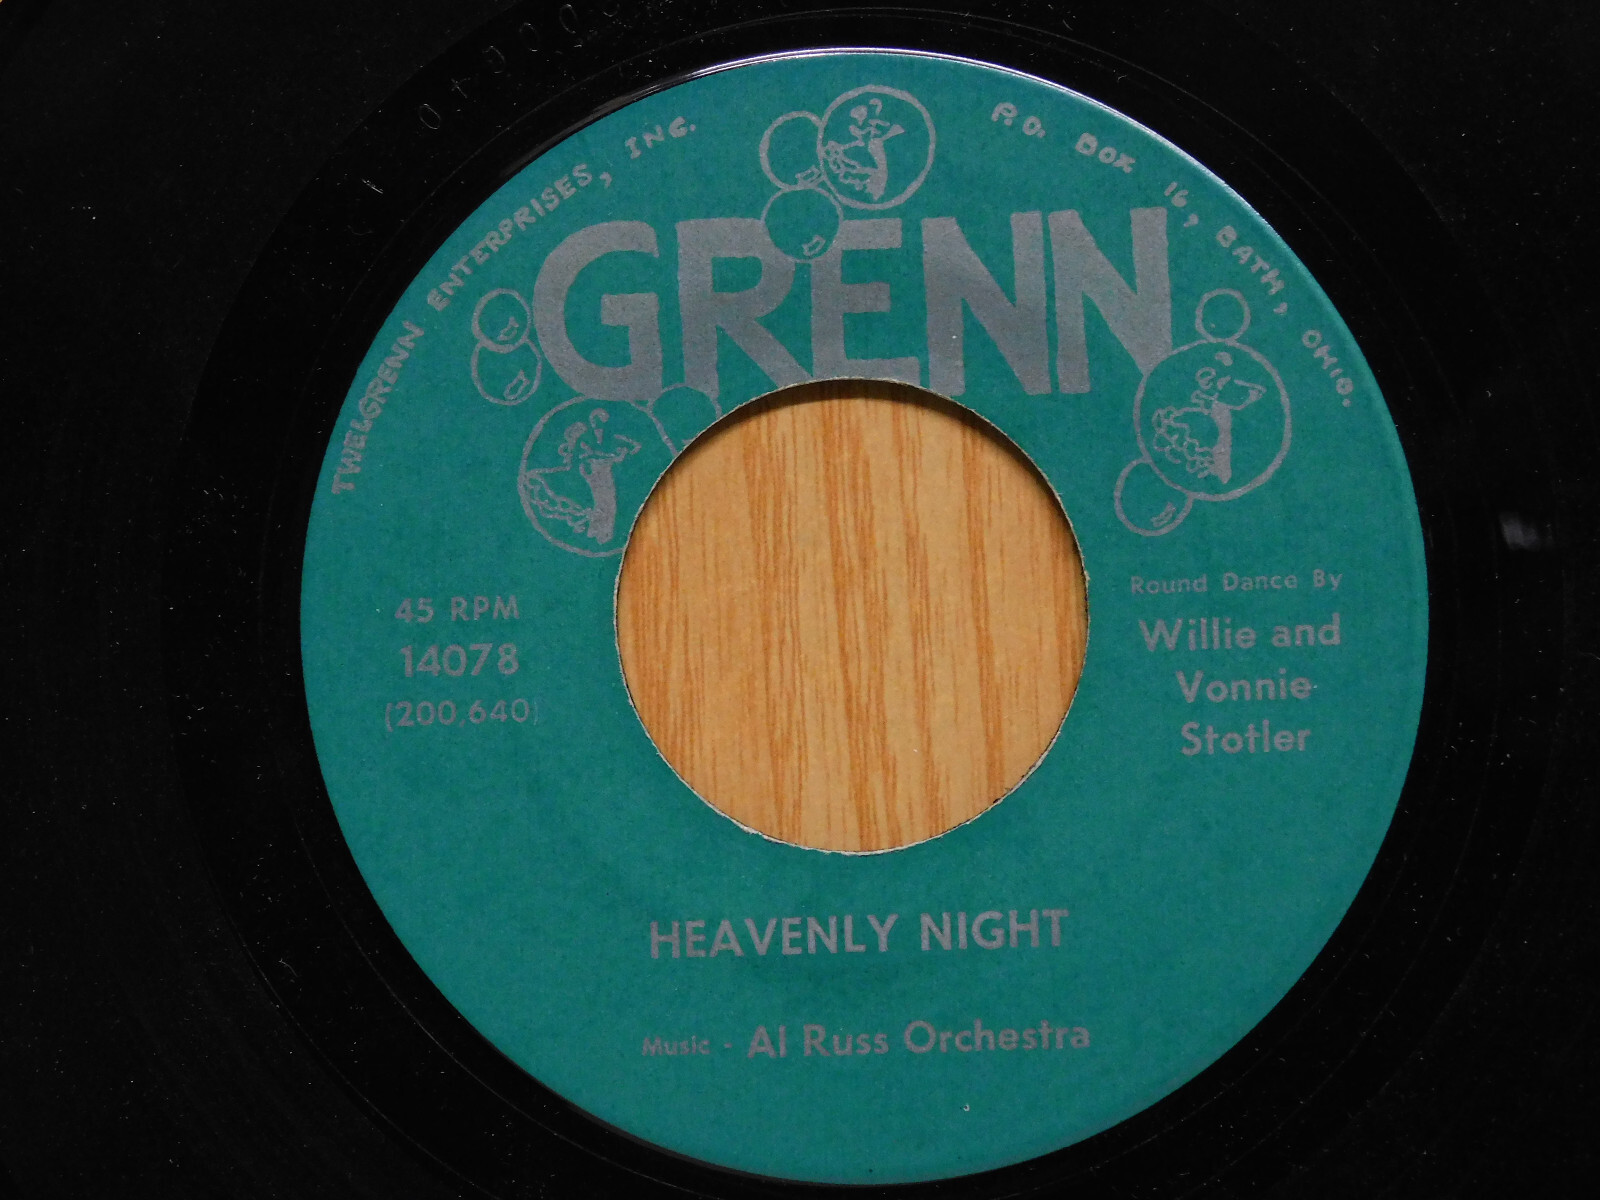 TWELGRENN ENTERPRISES, INC.
P.O. BOX 16, BATH, OHIO.
GRENN
45 RPM
14078
(200,640)
Round Dance By
Willie and
Vonnie
Stotler
HEAVENLY NIGHT
Music - Al Russ Orchestra